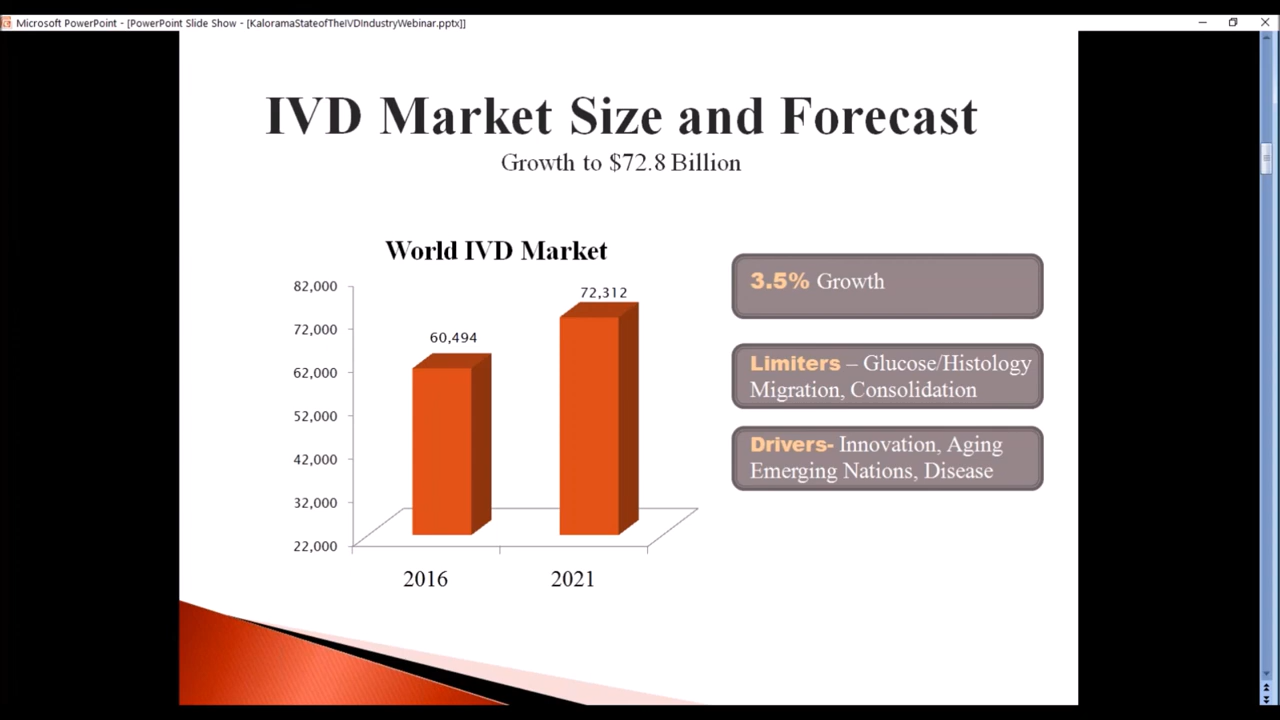 Microsoft PowerPoint - [PowerPoint Slide Show - [KaloramaStateofTheIVDIndustryWebinar.pptx]]
IVD Market Size and Forecast
Growth to $72.8 Billion
World IVD Market
82,000
72,000
62,000
52,000
42,000
32,000
22,000
60,494
72,312
2016
2021
3.5% Growth
Limiters – Glucose/Histology
Migration, Consolidation
Drivers- Innovation, Aging
Emerging Nations, Disease